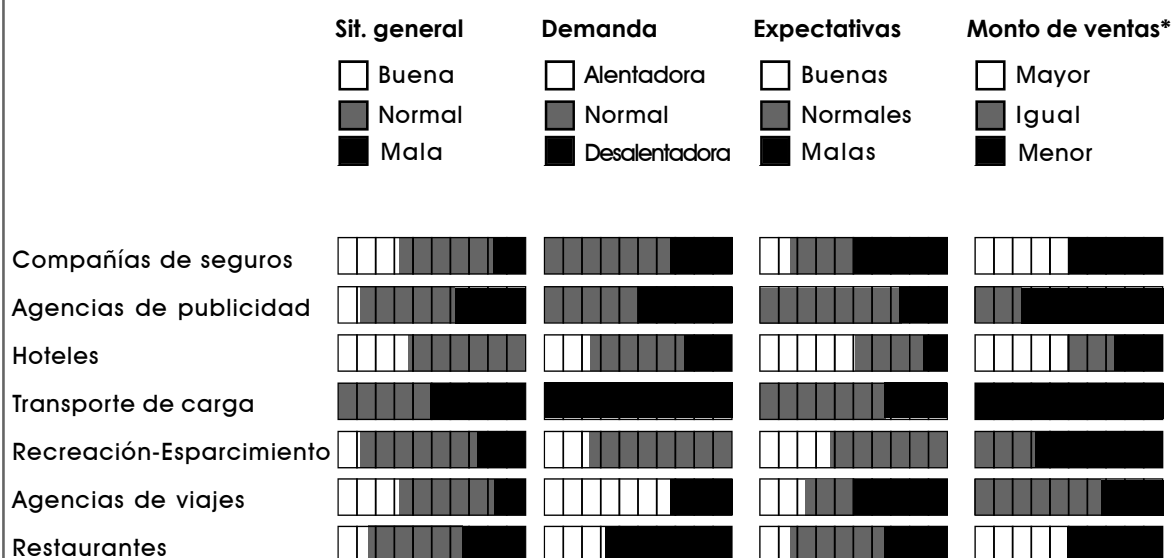 Sit. general Demanda Expectativas Monto de ventas*
Buena Alentadora Buenas Mayor
Normal Normal Normales Igual
Mala Desalentadora Malas Menor
Compañías de seguros
Agencias de publicidad
Hoteles
Transporte de carga
Recreación-Esparcimiento
Agencias de viajes
Restaurantes